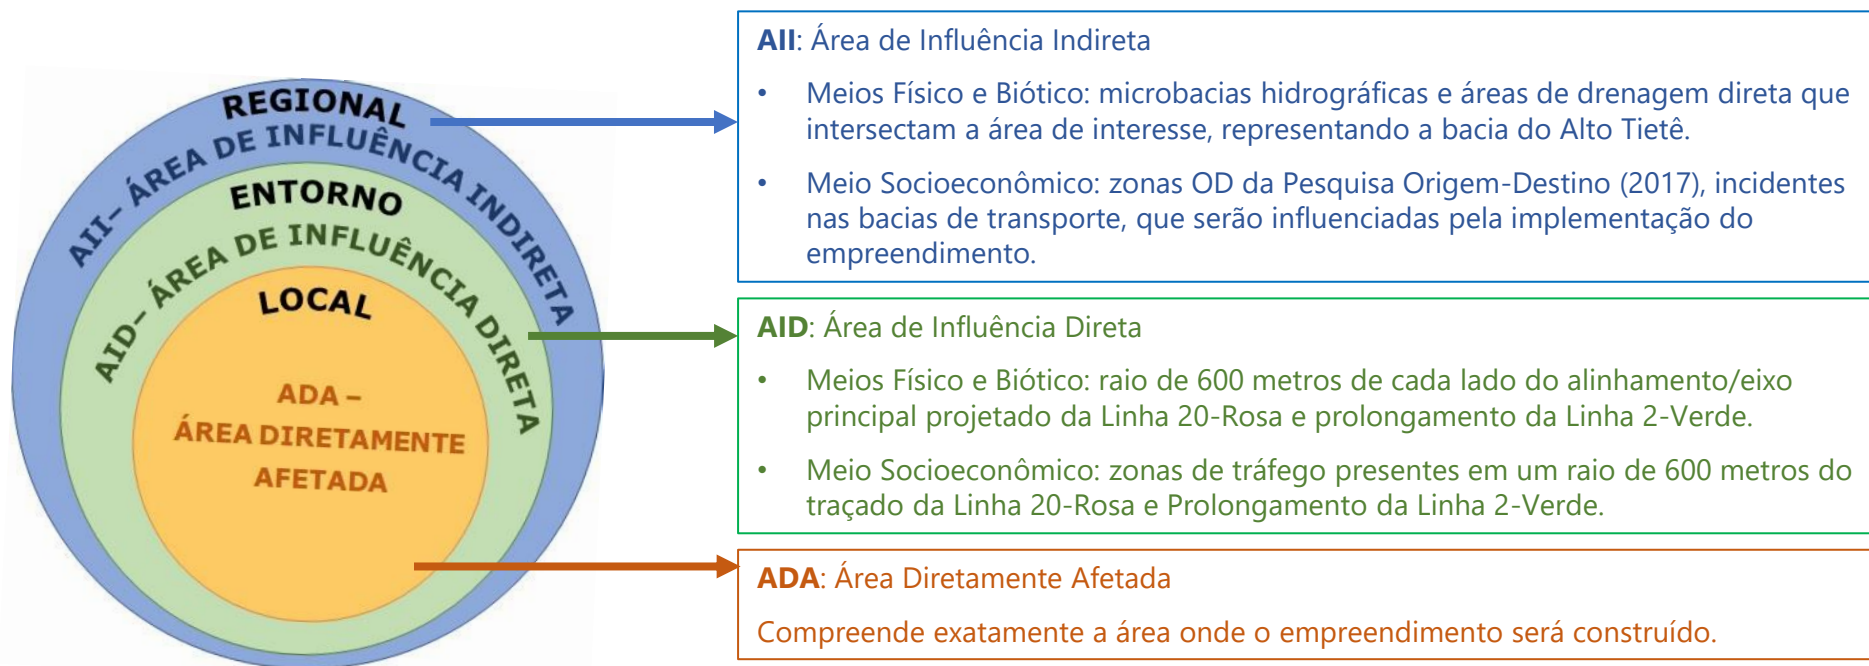 REGIONAL
AII– ÁREA DE INFLUÊNCIA INDIRETA
ENTORNO
AID– ÁREA DE INFLUÊNCIA DIRETA
LOCAL
ADA –
ÁREA DIRETAMENTE
AFETADA
AII: Área de Influência Indireta
• Meios Físico e Biótico: microbacias hidrográficas e áreas de drenagem direta que
intersectam a área de interesse, representando a bacia do Alto Tietê.
• Meio Socioeconômico: zonas OD da Pesquisa Origem-Destino (2017), incidentes
nas bacias de transporte, que serão influenciadas pela implementação do
empreendimento.
AID: Área de Influência Direta
• Meios Físico e Biótico: raio de 600 metros de cada lado do alinhamento/eixo
principal projetado da Linha 20-Rosa e prolongamento da Linha 2-Verde.
• Meio Socioeconômico: zonas de tráfego presentes em um raio de 600 metros do
traçado da Linha 20-Rosa e Prolongamento da Linha 2-Verde.
ADA: Área Diretamente Afetada
Compreende exatamente a área onde o empreendimento será construído.